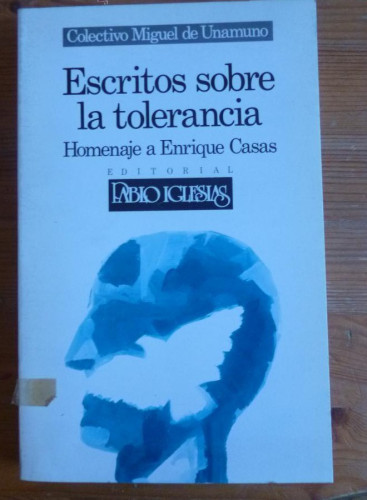 Colectivo Miguel de Unamuno
Escritos sobre
la tolerancia
Homenaje a Enrique Casas
EDITORIAL
PABLO IGLESIAS